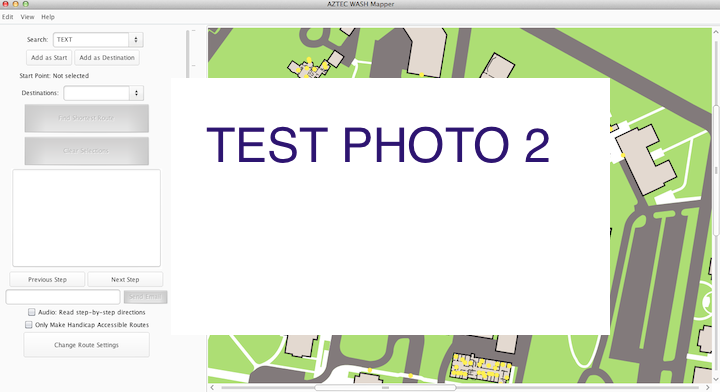 AZTEC WASH Mapper
Edit View Help
Search: TEXT
Add as Start Add as Destination
Start Point: Not selected
Destinations:
Find Shortest Route
Clear Selections
TEST PHOTO 2
Previous Step Next Step
Send Email
Audio: Read step-by-step directions
Only Make Handicap Accessible Routes
Change Route Settings